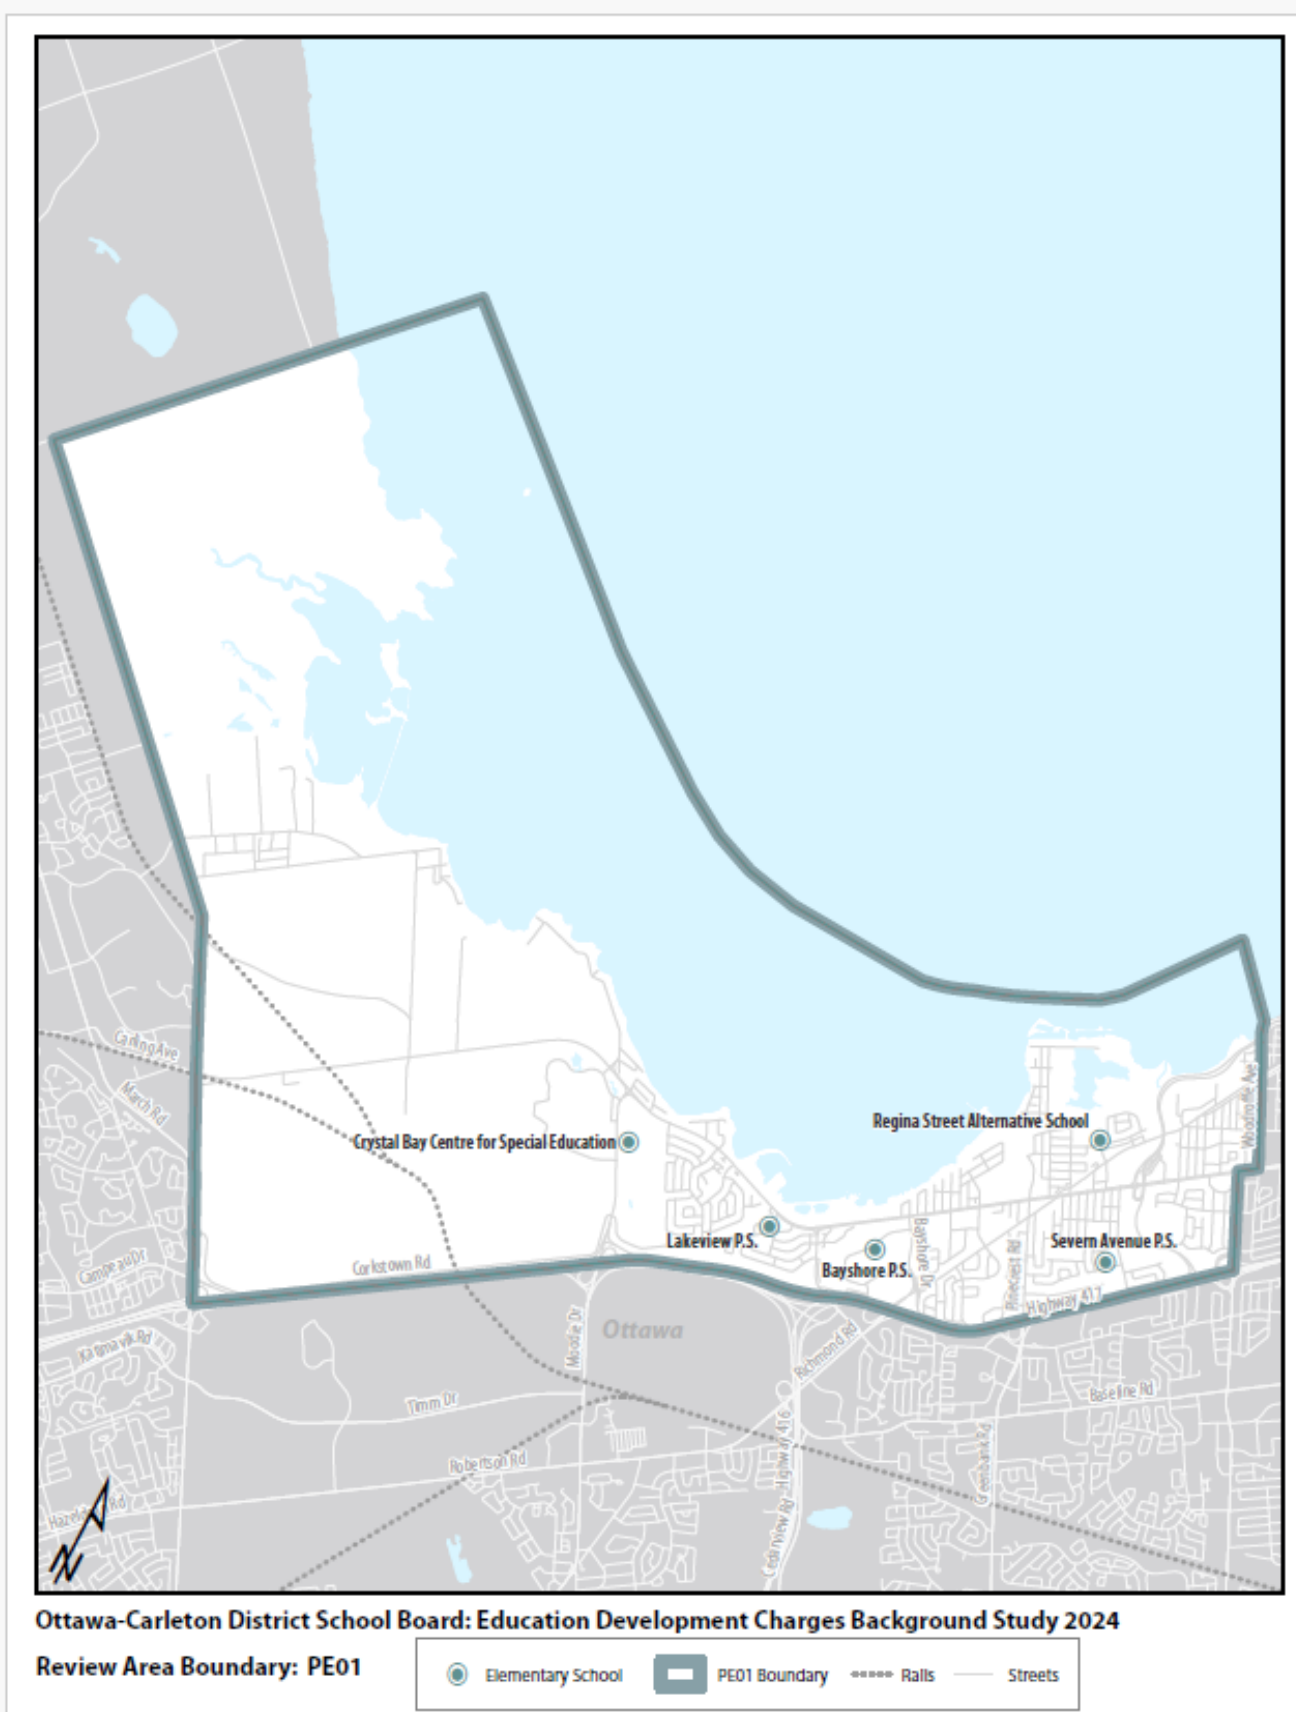 Carling Ave
March Rd
Woodroffe Ave
Regina Street Alternative School
Crystal Bay Centre for Special Education
Lakeview P.S.
Bayshore P.S.
Bayshore Dr
Severn Avenue P.S.
Pinecrest Rd
Highway 417
Campeau Dr
Corkstown Rd
Katimavik Rd
Moodie Dr
Ottawa
Richmond Rd
Timm Dr
Baseline Rd
Robertson Rd
Highway 416
Greenbank Rd
Cedarview Rd
Rd
N
Ottawa-Carleton District School Board: Education Development Charges Background Study 2024
Review Area Boundary: PE01
Elementary School
PE01 Boundary
Rails
Streets